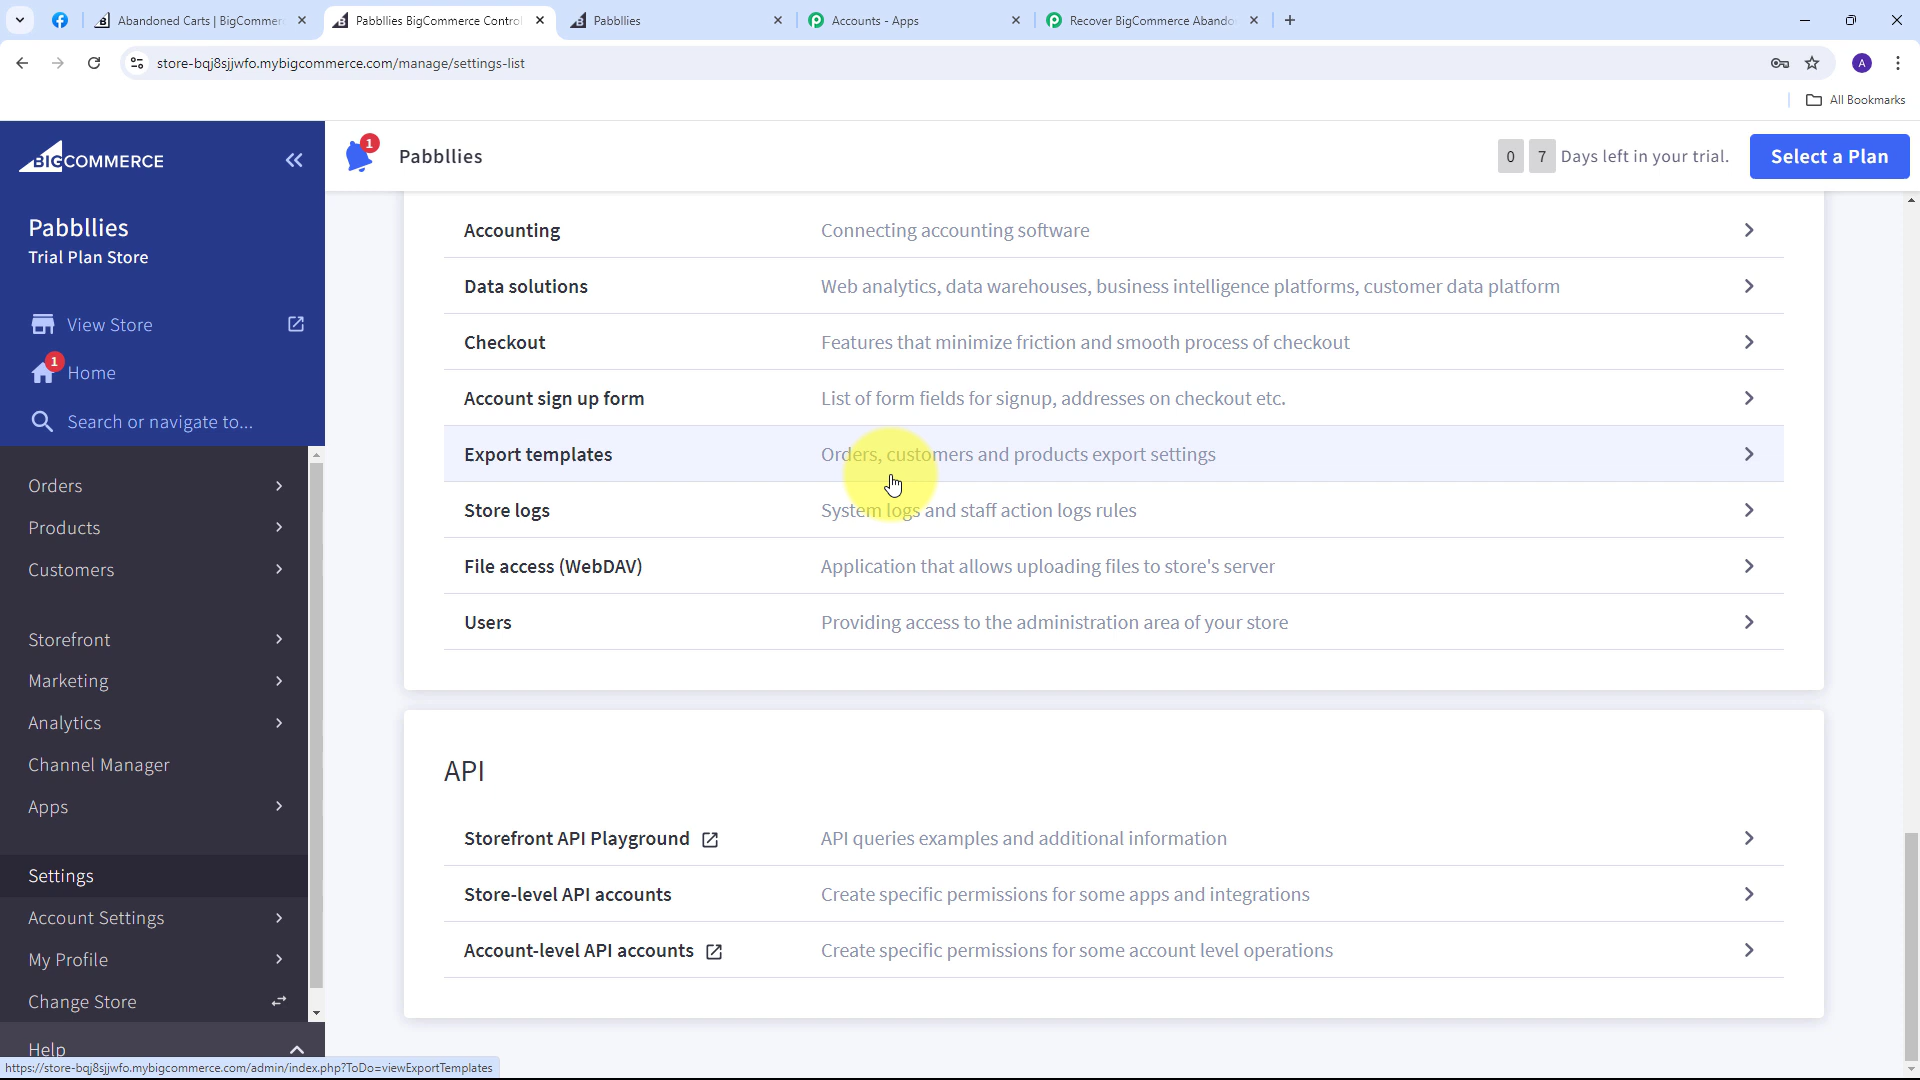 Abandoned Carts | BigCommer
Pabbllies BigCommerce Control
Pabbllies
Accounts - Apps
Recover BigCommerce Abando
store-bqj8sjjwfo.mybigcommerce.com/manage/settings-list
A
All Bookmarks
BIGCOMMERCE
1
Pabbllies
0 7 Days left in your trial.
Select a Plan
Pabbllies
Trial Plan Store
View Store
1
Home
Search or navigate to...
Orders
Products
Customers
Storefront
Marketing
Analytics
Channel Manager
Apps
Settings
Account Settings
My Profile
Change Store
Help
Accounting Connecting accounting software
Data solutions Web analytics, data warehouses, business intelligence platforms, customer data platform
Checkout Features that minimize friction and smooth process of checkout
Account sign up form List of form fields for signup, addresses on checkout etc.
Export templates Orders, customers and products export settings
Store logs System logs and staff action logs rules
File access (WebDAV) Application that allows uploading files to store's server
Users Providing access to the administration area of your store
API
Storefront API Playground API queries examples and additional information
Store-level API accounts Create specific permissions for some apps and integrations
Account-level API accounts Create specific permissions for some account level operations
https://store-bqj8sjjwfo.mybigcommerce.com/admin/index.php?ToDo=viewExportTemplates